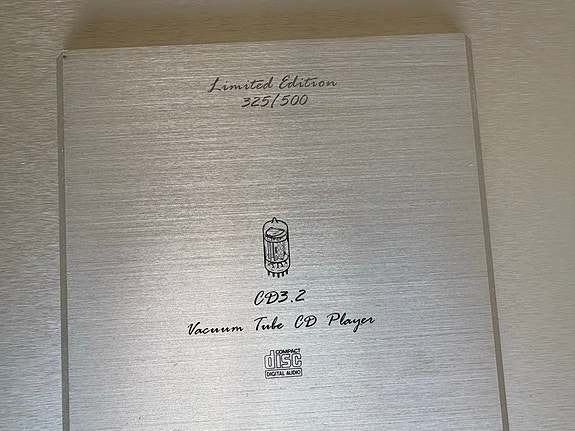 Limited Edition
325/500
CD3.2
Vacuum Tube CD Player
COMPACT
disc
DIGITAL AUDIO